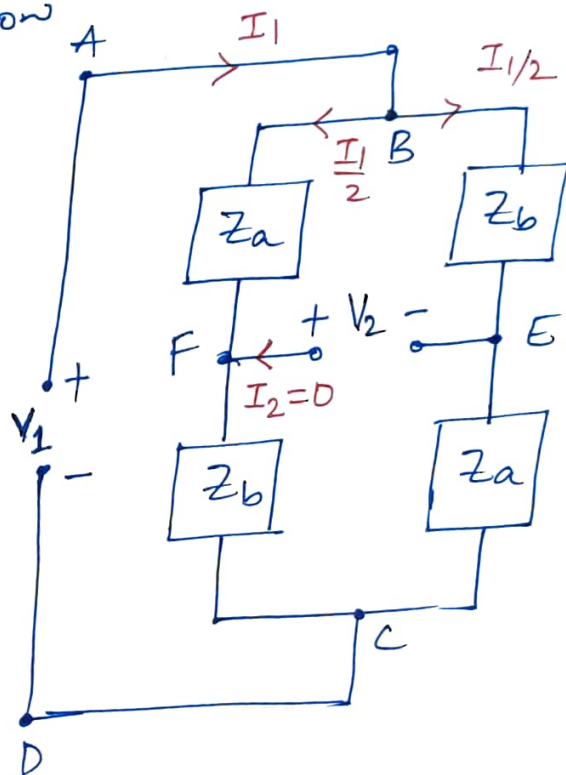 A
I₁
I₁/2
B
I₁/2
Za
Zb
+ V₂ -
F
E
I₂=0
+
V₁
-
Zb
Za
C
D